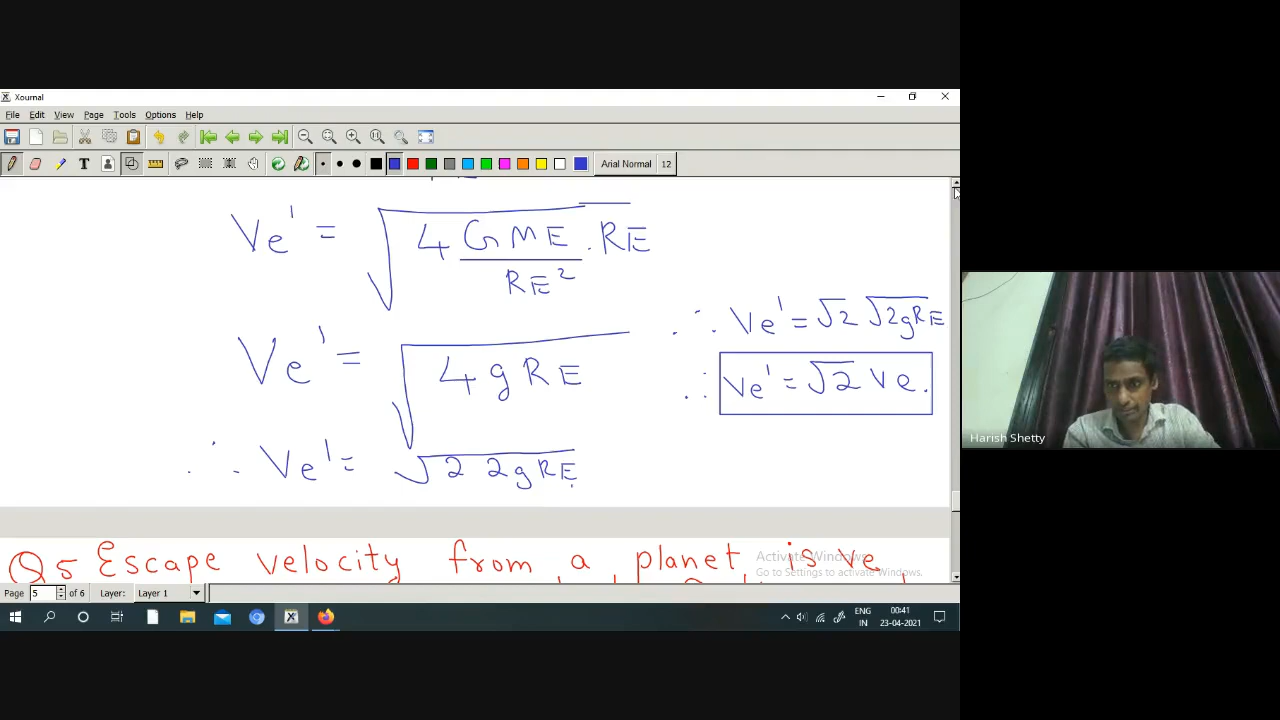 Xournal
File Edit View Page Tools Options Help
T
Arial Normal 12
Ve' = √4 GME/RE² . RE
Ve' = √4gRE
∴ Ve' = √2 2gRE
∴ Ve' = √2 √2gRE
∴ Ve' = √2 Ve.
Harish Shetty
Q5 Escape velocity from a planet is ve
Activate Windows
Go to Settings to activate Windows.
Page 5 of 6 Layer: Layer 1
ENG 00:41
IN 23-04-2021